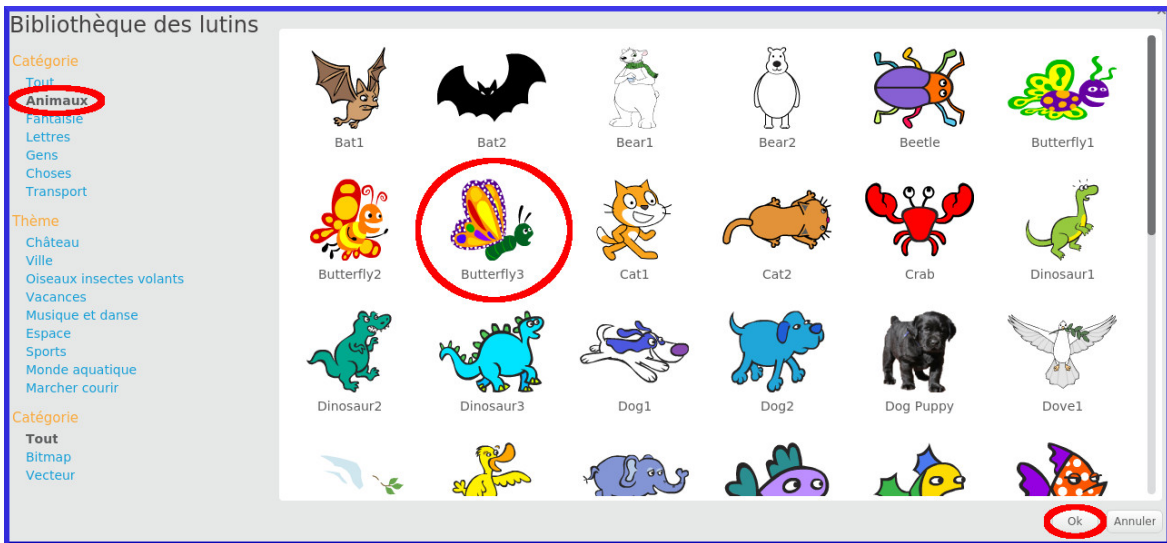 Bibliothèque des lutins
Catégorie
Tout
Animaux
Fantaisie
Lettres
Gens
Choses
Transport
Thème
Château
Ville
Oiseaux insectes volants
Vacances
Musique et danse
Espace
Sports
Monde aquatique
Marcher courir
Catégorie
Tout
Bitmap
Vecteur
Bat1 Bat2 Bear1 Bear2 Beetle Butterfly1
Butterfly2 Butterfly3 Cat1 Cat2 Crab Dinosaur1
Dinosaur2 Dinosaur3 Dog1 Dog2 Dog Puppy Dove1
Ok Annuler